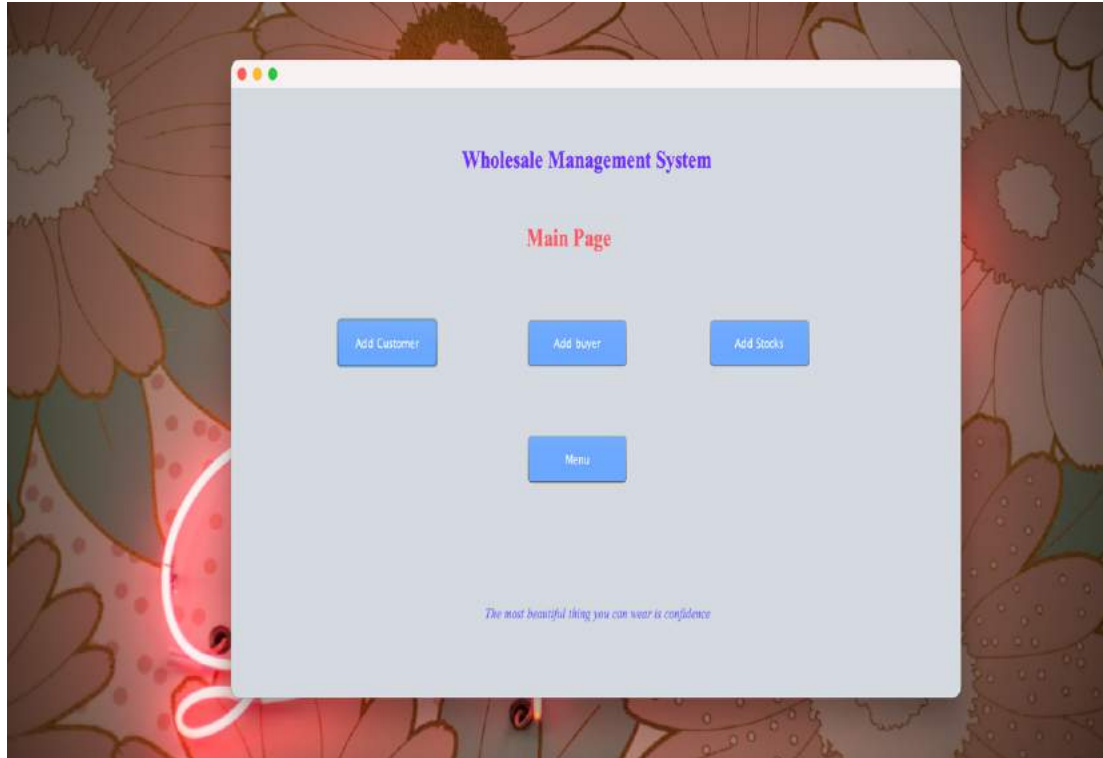 Wholesale Management System
Main Page
Add Customer
Add buyer
Add Stocks
Menu
The most beautiful thing you can wear is confidence